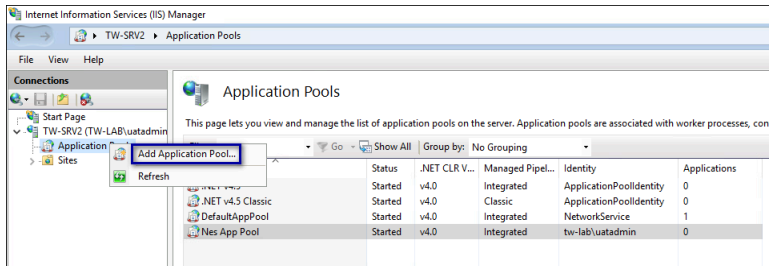 Internet Information Services (IIS) Manager
TW-SRV2 Application Pools
File View Help
Connections
Start Page
TW-SRV2 (TW-LAB\uatadmin
Application
Sites
Add Application Pool...
Refresh
Application Pools
This page lets you view and manage the list of application pools on the server. Application pools are associated with worker processes, con
Go Show All Group by: No Grouping
Status .NET CLR V... Managed Pipel... Identity Applications
.NET v4.5 Started v4.0 Integrated ApplicationPoolIdentity 0
.NET v4.5 Classic Started v4.0 Classic ApplicationPoolIdentity 0
DefaultAppPool Started v4.0 Integrated NetworkService 1
Nes App Pool Started v4.0 Integrated tw-lab\uatadmin 0